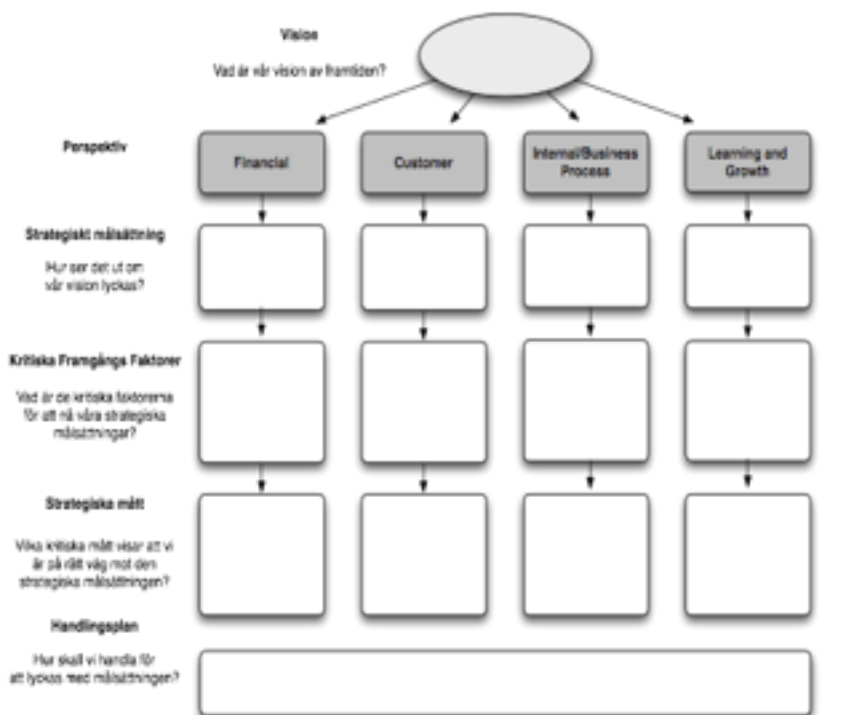 Vision
Vad är vår vision av framtiden?
Perspektiv
Financial
Customer
Internal/Business
Process
Learning and
Growth
Strategiskt målsättning
Hur ser det ut om
vår vision lyckas?
Kritiska Framgångs Faktorer
Vad är de kritiska faktorerna
för att nå våra strategiska
målsättningar?
Strategiska mått
Vilka kritiska mått visar att vi
är på rätt väg mot den
strategiska målsättningen?
Handlingsplan
Hur skall vi handla för
att lyckas med målsättningen?